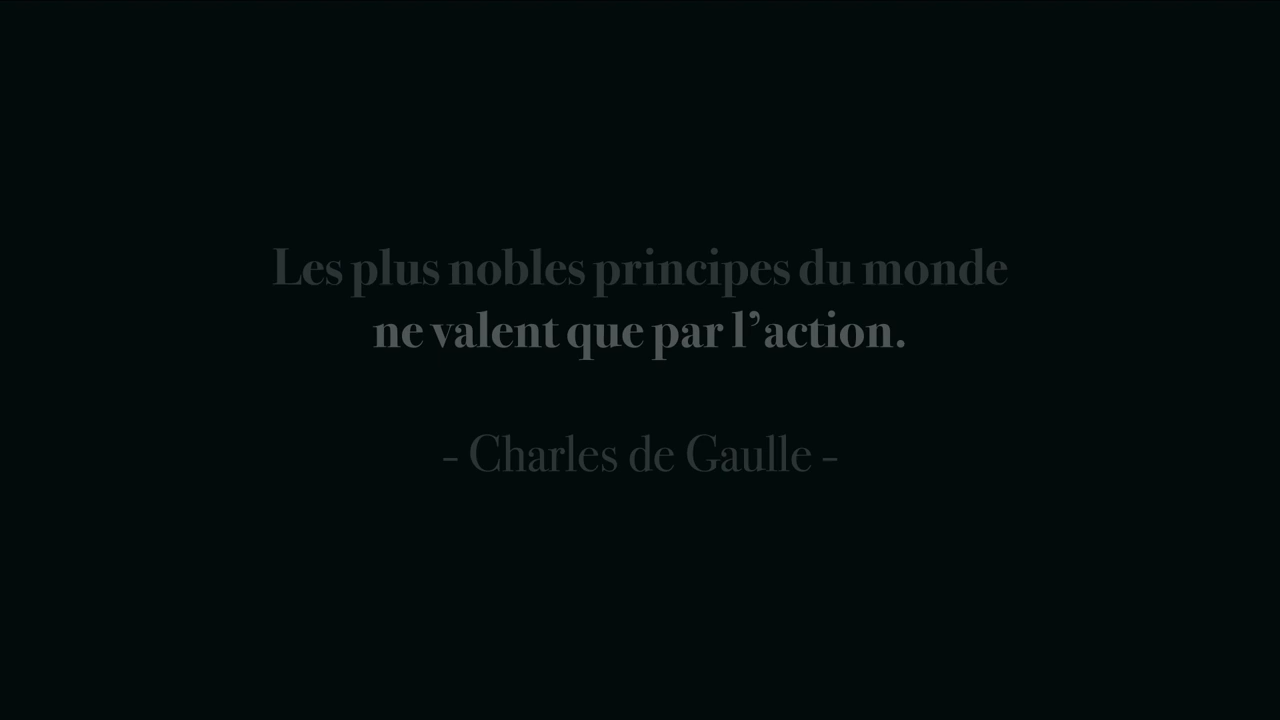 Les plus nobles principes du monde
ne valent que par l’action.
- Charles de Gaulle -